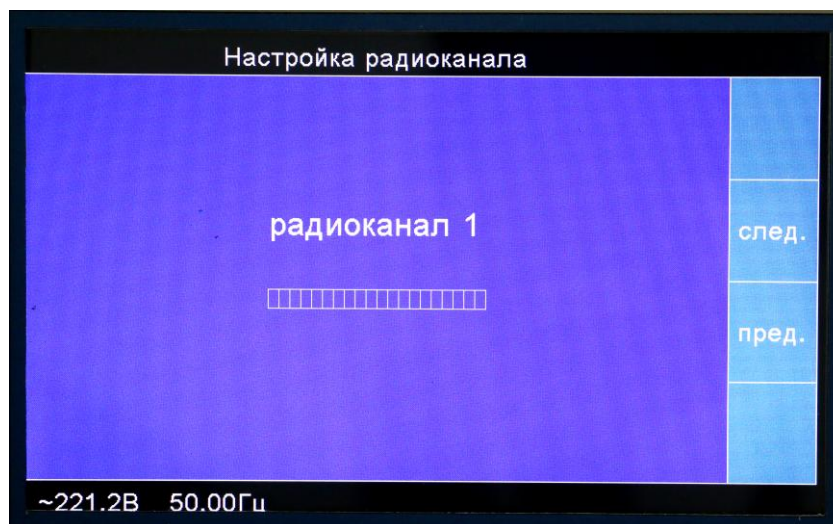 Настройка радиоканала
радиоканал 1
след.
пред.
~221.2В 50.00Гц